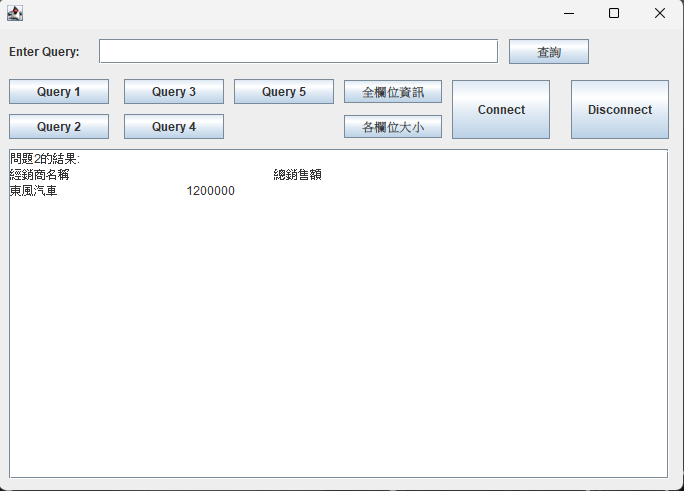 Enter Query: 查詢
Query 1 Query 3 Query 5 全欄位資訊 Connect Disconnect
Query 2 Query 4 各欄位大小
問題2的結果:
經銷商名稱 總銷售額
東風汽車 1200000